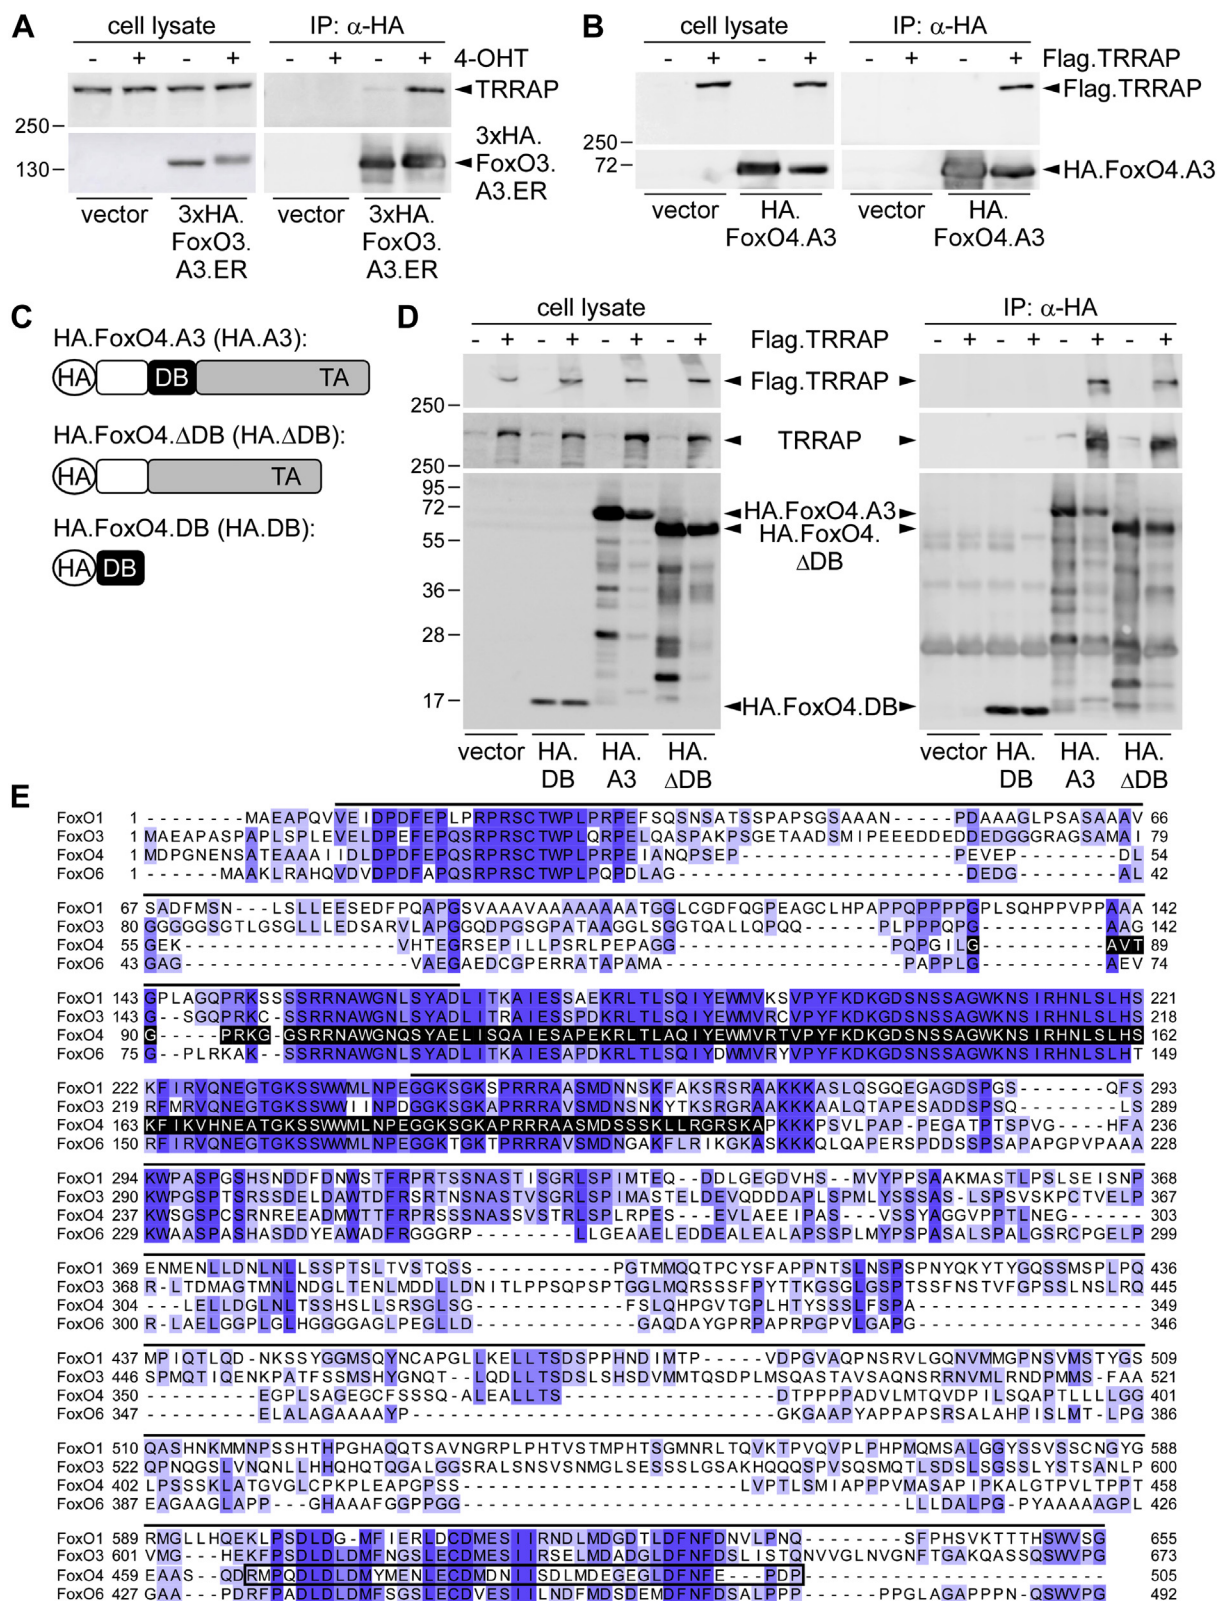 A
cell lysate
IP: α-HA
- + - + - + - + 4-OHT
TRRAP
250
130
3xHA.
FoxO3.
A3.ER
vector 3xHA. vector 3xHA.
FoxO3. FoxO3.
A3.ER A3.ER
B
cell lysate
IP: α-HA
- + - + - + - + Flag.TRRAP
Flag.TRRAP
250
72
HA.FoxO4.A3
vector HA. vector HA.
FoxO4.A3 FoxO4.A3
C
HA.FoxO4.A3 (HA.A3):
HA DB TA
HA.FoxO4.ΔDB (HA.ΔDB):
HA TA
HA.FoxO4.DB (HA.DB):
HA DB
D
cell lysate
IP: α-HA
- + - + - + - + Flag.TRRAP - + - + - + - +
Flag.TRRAP
250
TRRAP
250
95
72
55
36
28
17
HA.FoxO4.A3
HA.FoxO4.
ΔDB
HA.FoxO4.DB
vector HA. HA. HA. vector HA. HA. HA.
DB A3 ΔDB DB A3 ΔDB
E
FoxO1 1 --------MAEAPQVVEIDPDFEPLPRPRSCTWPLPRPEFSQSNSATSSPAPSGSAAAN-----PDAAAGLPSASAAAV 66
FoxO3 1 MAEAPASPAPLSPLEVELDPEFEPQSRPRSCTWPLQRPELQASPAKPSGETAADSMIPEEEDDEDDEDGGGRAGSAMAI 79
FoxO4 1 MDPGNENSATEAAAIIDLDPDFEPQSRPRSCTWPLPRPEIANQPSEP------------------PEVEP------DL 54
FoxO6 1 ------MAAKLRAHQVDVDPDFAPQSRPRSCTWPLPQPDLAG-----------------------DEDG------AL 42
FoxO1 67 SADFMSN---LSLLEESEDFPQAPGSVAAAVAAAAAAAATGGLCGDFQGPEAGCLHPAPPQPPPPGPLSQHPPVPPAAA 142
FoxO3 80 GGGGGSGTLGSGLLLEDSARVLAPGGQDPGSGPATAAGGLSGGTQALLQPQQ------PLPPPQPG----------AAG 142
FoxO4 55 GEK-----------------VHTEGRSEPILLPSRLPEPAGG----------------PQPGILG----------AVT 89
FoxO6 43 GAG------------------VAEGAEDCGPERRATAPAMA------------------PAPPLG----------AEV 74
FoxO1 143 GPLAGQPRKSSSSRRNAWGNLSYADLITKAIESSAEKRLTLSQIYEWMVKSVPYFKDKGDSNSSAGWKNSIRHNLSLHS 221
FoxO3 143 G--SGQPRKC-SSRRNAWGNLSYADLITRAIESSPDKRLTLSQIYEWMVRCVPYFKDKGDSNSSAGWKNSIRHNLSLHS 218
FoxO4 90 G-----PRKG-GSRRNAWGNQSYAELISQAIESAPEKRLTLAQIYEWMVRTVPYFKDKGDSNSSAGWKNSIRHNLSLHS 162
FoxO6 75 G---PLRKAK--SSRRNAWGNLSYADLITKAIESAPDKRLTLSQIYDWMVRYVPYFKDKGDSNSSAGWKNSIRHNLSLHT 149
FoxO1 222 KFIRVQNEGTGKSSWWMLNPEGGKSGKSPRRRAASMDNNSKFAKSRSRAAKKKASLQSGQEGAGDSPGS-------QFS 293
FoxO3 219 RFMRVQNEGTGKSSWWIINPDGGKSGKAPRRRAVSMDNSNKYTKSRGRAAKKKAALQTAPESADDSPSQ--------LS 289
FoxO4 163 KFIKVHNEATGKSSWWMLNPEGGKSGKAPRRRAASMDSSSKLLRGRSKAPKKKPSVLPAP-PEGATPTSPVG---HFA 236
FoxO6 150 RFIRVQNEGTGKSSWWMLNPEGGKTGKTPRRRAVSMDNGAKFLRIKGKASKKKQLQAPERSPDDSSPSAPAPGPVPAAA 228
FoxO1 294 KWPASPGSHSNDDFDNWSTFRPRTSSNASTISGRLSPIMTEQ--DDLGEGDVHS--MVYPPSAAKMASTLPSLSEISNP 368
FoxO3 290 KWPGSPTSRSSDELDAWTDFRSRTNSNASTVSGRLSPIMASTELDEVQDDDAPLSPMLYSSSAS-LSPSVSKPCTVELP 367
FoxO4 237 KWSGSPCSRNREEADMWTTFRPRSSSNASSVSTRLSPLRPES---EVLAEEIPAS---VSSYAGGVPPTLNEG----- 303
FoxO6 229 KWAASPASHASDDYEAWADFRGGGRP---------LLGEAAELEDDEALEALAPSSPLMYPSPASALSPALGSRCPGELP 299
FoxO1 369 ENMENLLDNLNLLSSPTSLTVSTQSS-----------PGTMMQQTPCYSFAPPNTSLNSPSPNYQKYTYGQSSMSPLPQ 436
FoxO3 368 R-LTDMAGTMNLNDGLTENLMDDLLDNITLPPSQPSPTGGLMQRSSSFPYTTKGSGLGSPTSSFNSTVFGPSSLNSLRQ 445
FoxO4 304 ---LELLDGLNLTSSHSLLSRSGLSG------------FSLQHPGVTGPLHTYSSSLFSPA------------------ 349
FoxO6 300 R-LAELGGPLGLHGGGGAGLPEGLLD-------------GAQDAYGPRPAPRPGPVLGAPG------------------ 346
FoxO1 437 MPIQTLQD-NKSSYGGMSQYNCAPGLLKELLTSDSPPHNDIMTP-----VDPGVAQPNSRVLGQNVMMGPNSVMSTYGS 509
FoxO3 446 SPMQTIQENKPATFSSMSHYGNQT--LQDLLTSDSLSHSDVMMTQSDPLMSQASTAVSAQNSRRNVMLRNDPMMS-FAA 521
FoxO4 350 ---------EGPLSAGEGCFSSSQ-ALEALLTS-----------------DTPPPPADVLMTQVDPILSQAPTLLLLGG 401
FoxO6 347 ---------ELALAGAAAAYP-----------------------------GKGAAPYAPPAPSRSALAHPISLMT-LPG 386
FoxO1 510 QASHNKMMNPSSHTHPGHAQQTSAVNGRPLPHTVSTMPHTSGMNRLTQVKTPVQVPLPHPMQMSALGGYSSVSSCNGYG 588
FoxO3 522 QPNQGSLVNQNLLHHQHQTQGALGGSRALSNSVSNMGLSESSSLGSAKHQQQSPVSQSMQTLSDSLSGSSLYSTSANLP 600
FoxO4 402 LPSSSKLATGVGLCPKPLEAPGPSS----------------------LVPTLSMIAPPPVMASAPIPKALGTPVLTPPT 458
FoxO6 387 EAGAAGLAPP---GHAAAFGGPPGG-----------------------------------LLLDALPG-PYAAAAAGPL 426
FoxO1 589 RMGLLHQEKLPSDLDG-MFIERLDCDMESIIRNDLMDGDTLDFNFDNVLPNQ--------SFPHSVKTTTHSWVSG 655
FoxO3 601 VMG---HEKFPSDLDLDMFNGSLECDMESIIRSELMDADGLDFNFDSLISTQNVVGLNVGNFTGAKQASSQSWVPG 673
FoxO4 459 EAAS--QDRMPQDLDLDMYMENLECDMDNIISDLMDEGEGLDFNFE---PDP------------------------ 505
FoxO6 427 GAA---PDRFPADLDLDMFSGSLECDVESIILNDFMDSDEMDFNFDSALPPP------PPGLAGAPPPN-QSWVPG 492